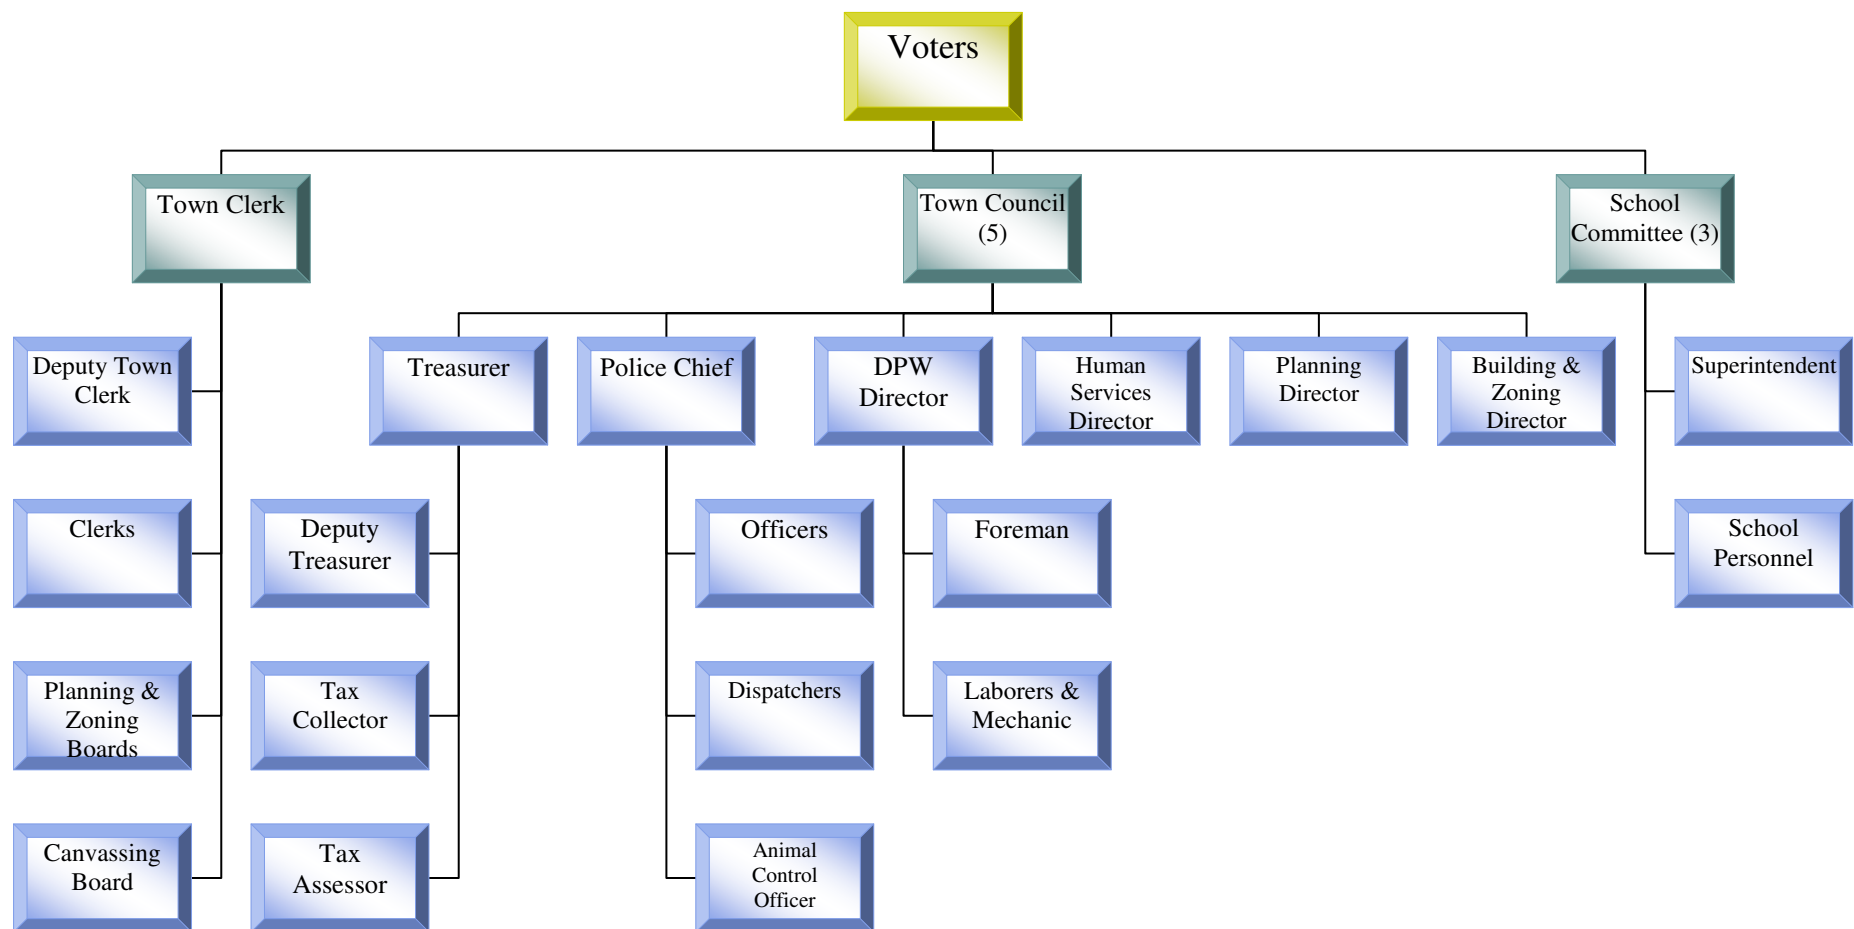 Voters
Town Clerk
Town Council
(5)
School
Committee (3)
Deputy Town
Clerk
Treasurer
Police Chief
DPW
Director
Human
Services
Director
Planning
Director
Building &
Zoning
Director
Superintendent
Clerks
Deputy
Treasurer
Officers
Foreman
School
Personnel
Planning &
Zoning
Boards
Tax
Collector
Dispatchers
Laborers &
Mechanic
Canvassing
Board
Tax
Assessor
Animal
Control
Officer